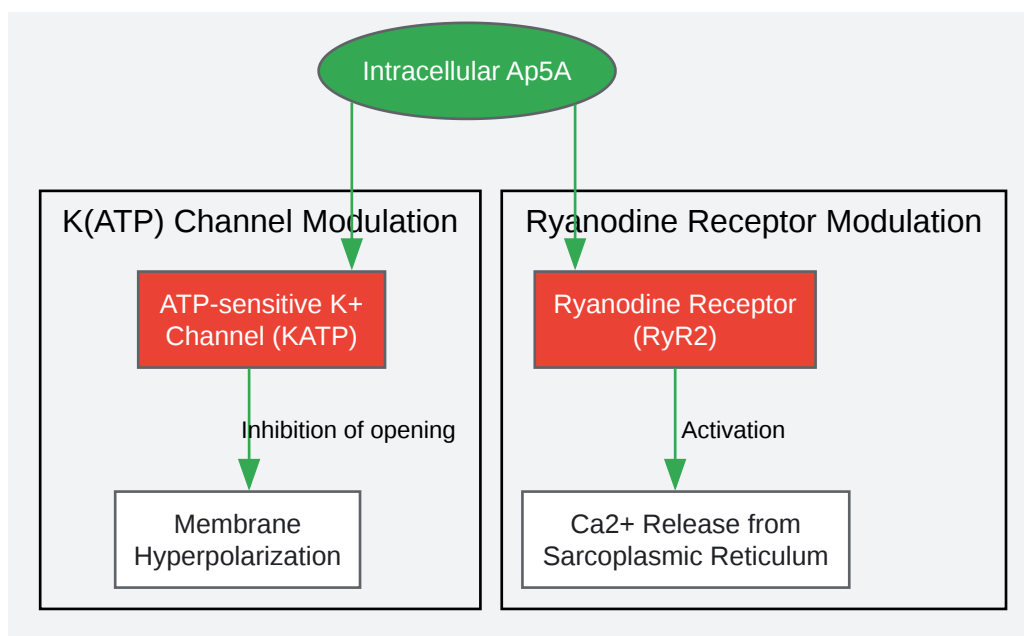 Intracellular Ap5A
K(ATP) Channel Modulation
ATP-sensitive K+
Channel (KATP)
Inhibition of opening
Membrane
Hyperpolarization
Ryanodine Receptor Modulation
Ryanodine Receptor
(RyR2)
Activation
Ca2+ Release from
Sarcoplasmic Reticulum